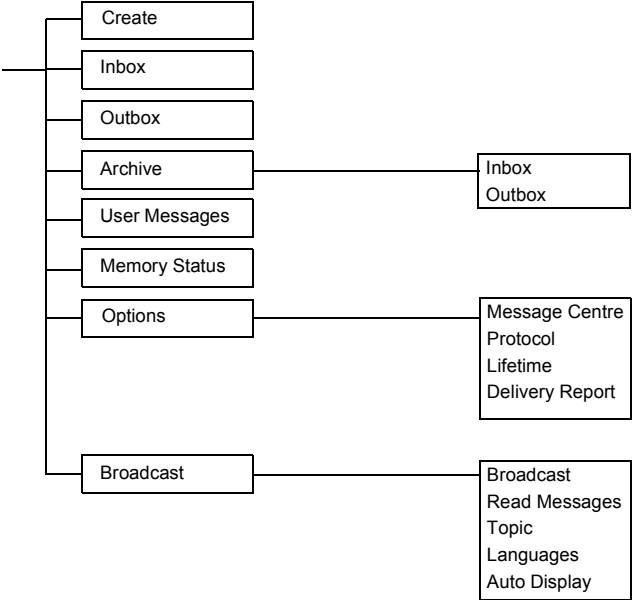 Create
Inbox
Outbox
Archive
Inbox
Outbox
User Messages
Memory Status
Options
Message Centre
Protocol
Lifetime
Delivery Report
Broadcast
Broadcast
Read Messages
Topic
Languages
Auto Display